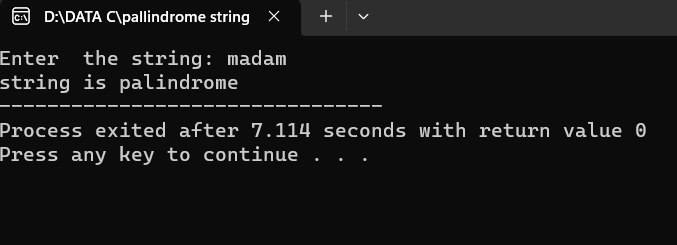 D:\DATA C\pallindrome string
Enter  the string: madam
string is palindrome
--------------------------------
Process exited after 7.114 seconds with return value 0
Press any key to continue . . .